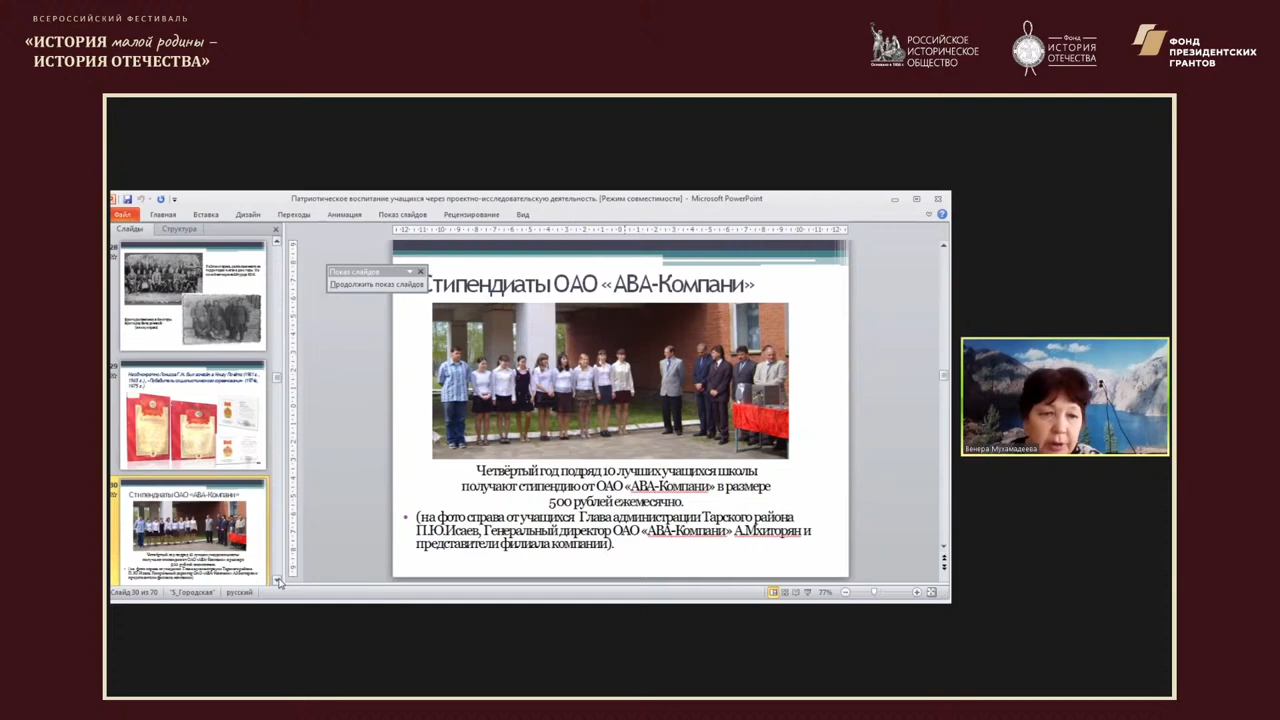 ВСЕРОССИЙСКИЙ ФЕСТИВАЛЬ
«ИСТОРИЯ малой родины –
ИСТОРИЯ ОТЕЧЕСТВА»
РОССИЙСКОЕ
ИСТОРИЧЕСКОЕ
ОБЩЕСТВО
Фонд
ИСТОРИЯ
ОТЕЧЕСТВА
ФОНД
ПРЕЗИДЕНТСКИХ
ГРАНТОВ
Патриотическое воспитание учащихся через проектно-исследовательскую деятельность. [Режим совместимости] - Microsoft PowerPoint
Файл Главная Вставка Дизайн Переходы Анимация Показ слайдов Рецензирование Вид
Слайды Структура
28
29
30
Стипендиаты ОАО «АВА-Компани»
Показ слайдов
Продолжить показ слайдов
Стипендиаты ОАО «АВА-Компани»
Четвёртый год подряд 10 лучших учащихся школы
получают стипендию от ОАО «АВА-Компани» в размере
500 рублей ежемесячно.
• (на фото справа от учащихся Глава администрации Тарского района
П.Ю.Исаев, Генеральный директор ОАО «АВА-Компани» А.Мхиторян и
представители филиала компании).
Венера Мухамадеева
Слайд 30 из 70 "5_Городская" русский 77%